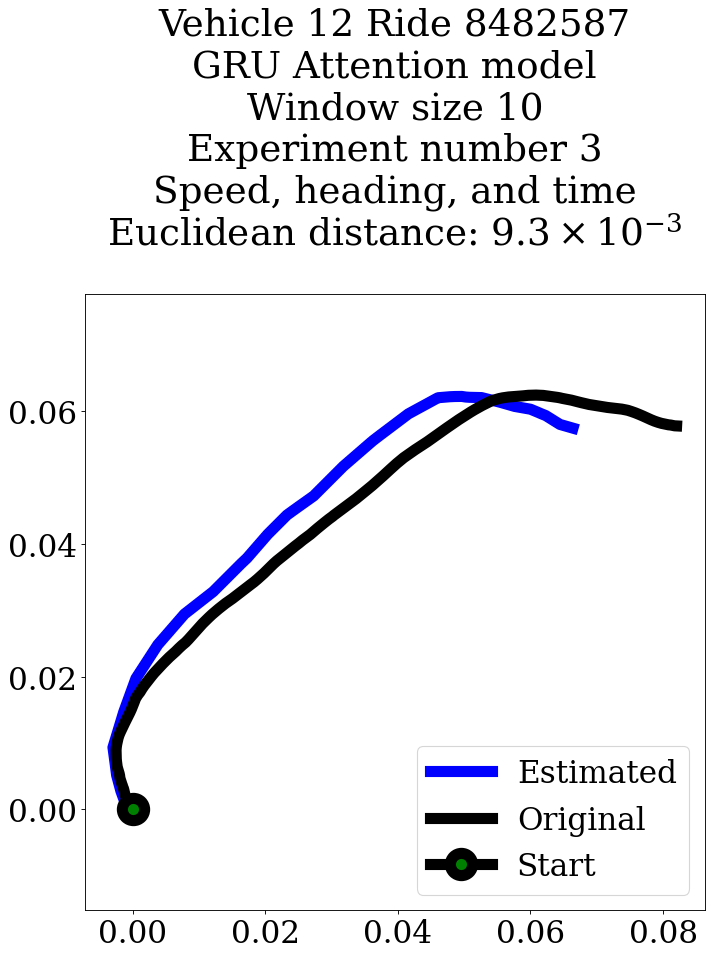 Vehicle 12 Ride 8482587
GRU Attention model
Window size 10
Experiment number 3
Speed, heading, and time
Euclidean distance: 9.3 × 10⁻³
0.06
0.04
0.02
0.00
Estimated
Original
Start
0.00 0.02 0.04 0.06 0.08